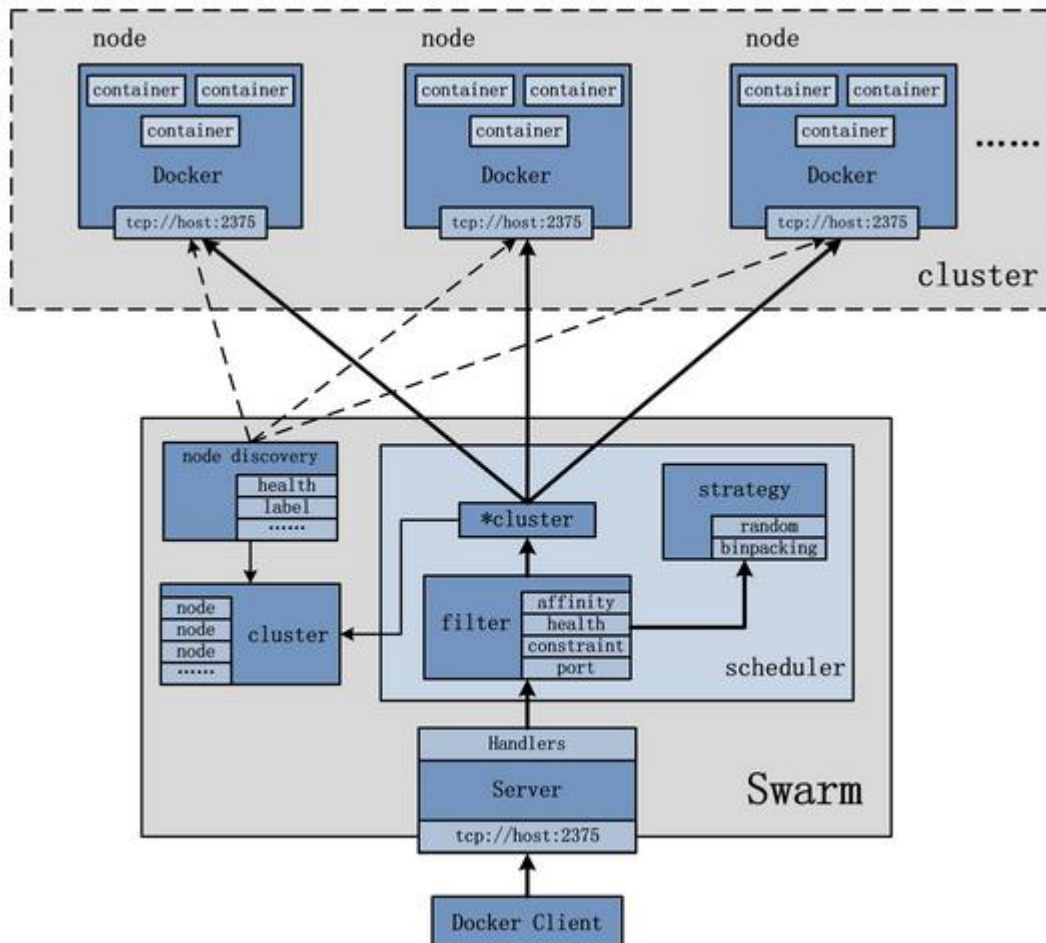 node
node
node
container container
container
Docker
tcp://host:2375
container container
container
Docker
tcp://host:2375
container container
container
Docker
tcp://host:2375
......
cluster
node discovery
health
label
......
node
node
node
......
cluster
*cluster
strategy
random
binpacking
filter
affinity
health
constraint
port
scheduler
Handlers
Server
tcp://host:2375
Swarm
Docker Client